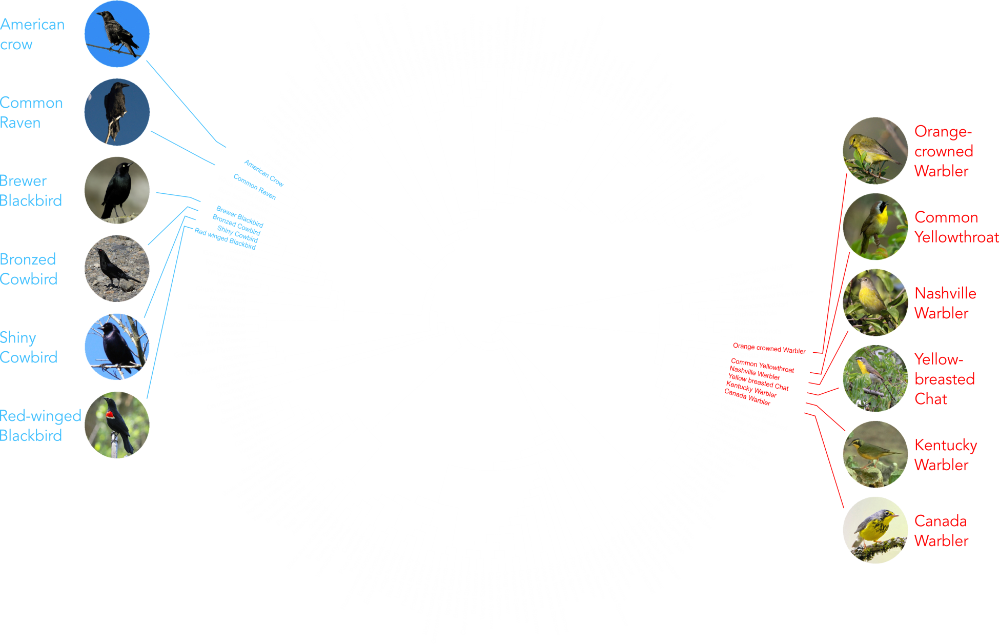 American
crow
Common
Raven
Brewer
Blackbird
Bronzed
Cowbird
Shiny
Cowbird
Red-winged
Blackbird
American Crow
Common Raven
Brewer Blackbird
Bronzed Cowbird
Shiny Cowbird
Red winged Blackbird
Orange crowned Warbler
Common Yellowthroat
Nashville Warbler
Yellow breasted Chat
Kentucky Warbler
Canada Warbler
Orange-
crowned
Warbler
Common
Yellowthroat
Nashville
Warbler
Yellow-
breasted
Chat
Kentucky
Warbler
Canada
Warbler